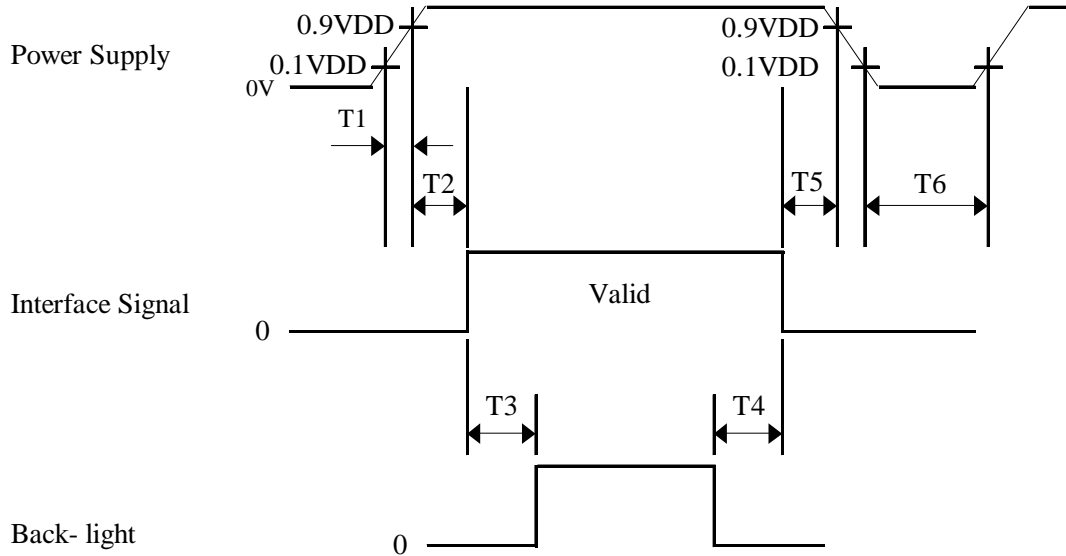 0.9VDD
0.9VDD
Power Supply
0.1VDD
0.1VDD
0V
T1
T2
T5
T6
Valid
Interface Signal
0
T3
T4
Back- light
0